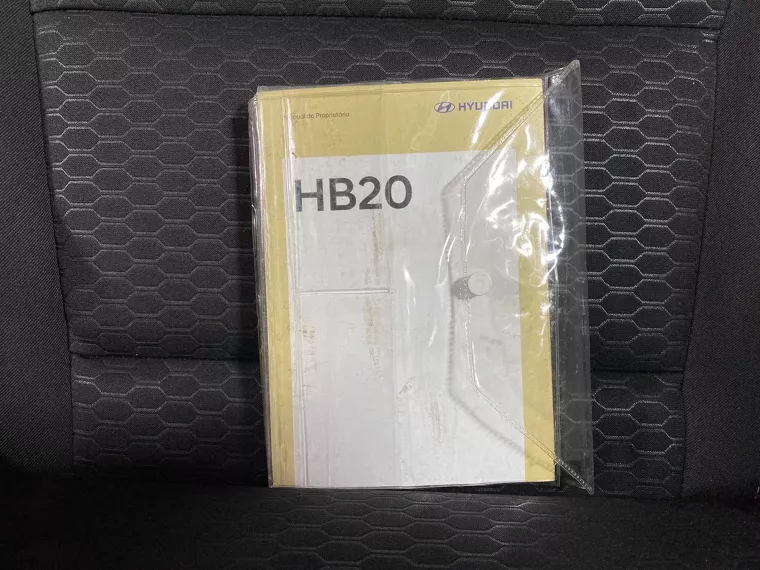 Manual do Proprietário
HYUNDAI
HB20